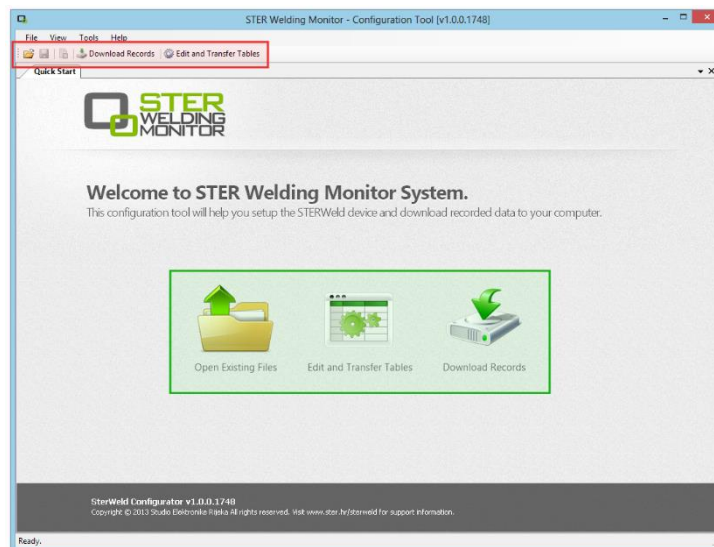 STER Welding Monitor - Configuration Tool [v1.0.0.1748]
File View Tools Help
Download Records Edit and Transfer Tables
Quick Start
STER
WELDING
MONITOR
Welcome to STER Welding Monitor System.
This configuration tool will help you setup the STERWeld device and download recorded data to your computer.
Open Existing Files Edit and Transfer Tables Download Records
SterWeld Configurator v1.0.0.1748
Copyright © 2013 Studio Elektronike Rijeka All rights reserved. Visit www.ster.hr/sterweld for support information.
Ready.